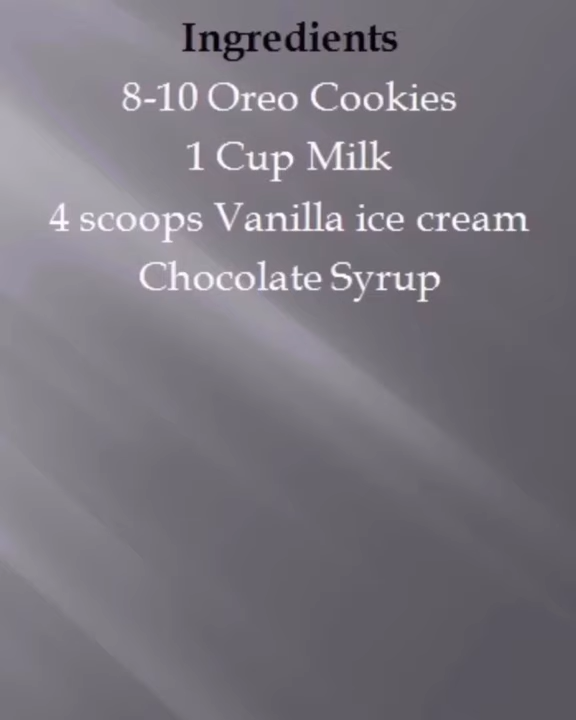 Ingredients
8-10 Oreo Cookies
1 Cup Milk
4 scoops Vanilla ice cream
Chocolate Syrup